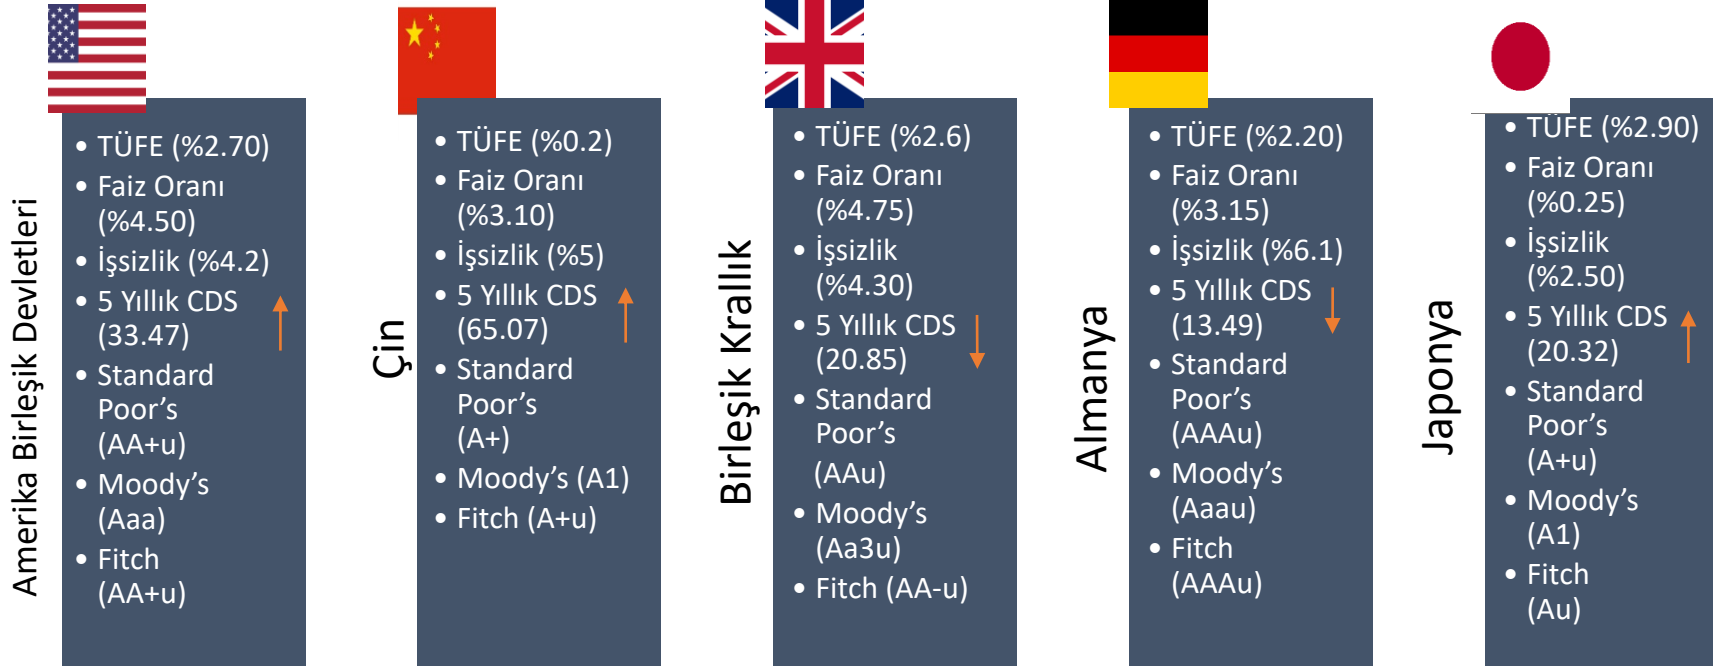 Amerika Birleşik Devletleri
• TÜFE (%2.70)
• Faiz Oranı
(%4.50)
• İşsizlik (%4.2)
• 5 Yıllık CDS
(33.47)
• Standard
Poor’s
(AA+u)
• Moody’s
(Aaa)
• Fitch
(AA+u)
Çin
• TÜFE (%0.2)
• Faiz Oranı
(%3.10)
• İşsizlik (%5)
• 5 Yıllık CDS
(65.07)
• Standard
Poor’s
(A+)
• Moody’s (A1)
• Fitch (A+u)
Birleşik Krallık
• TÜFE (%2.6)
• Faiz Oranı
(%4.75)
• İşsizlik
(%4.30)
• 5 Yıllık CDS
(20.85)
• Standard
Poor’s
(AAu)
• Moody’s
(Aa3u)
• Fitch (AA-u)
Almanya
• TÜFE (%2.20)
• Faiz Oranı
(%3.15)
• İşsizlik (%6.1)
• 5 Yıllık CDS
(13.49)
• Standard
Poor’s
(AAAu)
• Moody’s
(Aaau)
• Fitch
(AAAu)
Japonya
• TÜFE (%2.90)
• Faiz Oranı
(%0.25)
• İşsizlik
(%2.50)
• 5 Yıllık CDS
(20.32)
• Standard
Poor’s
(A+u)
• Moody’s
(A1)
• Fitch
(Au)